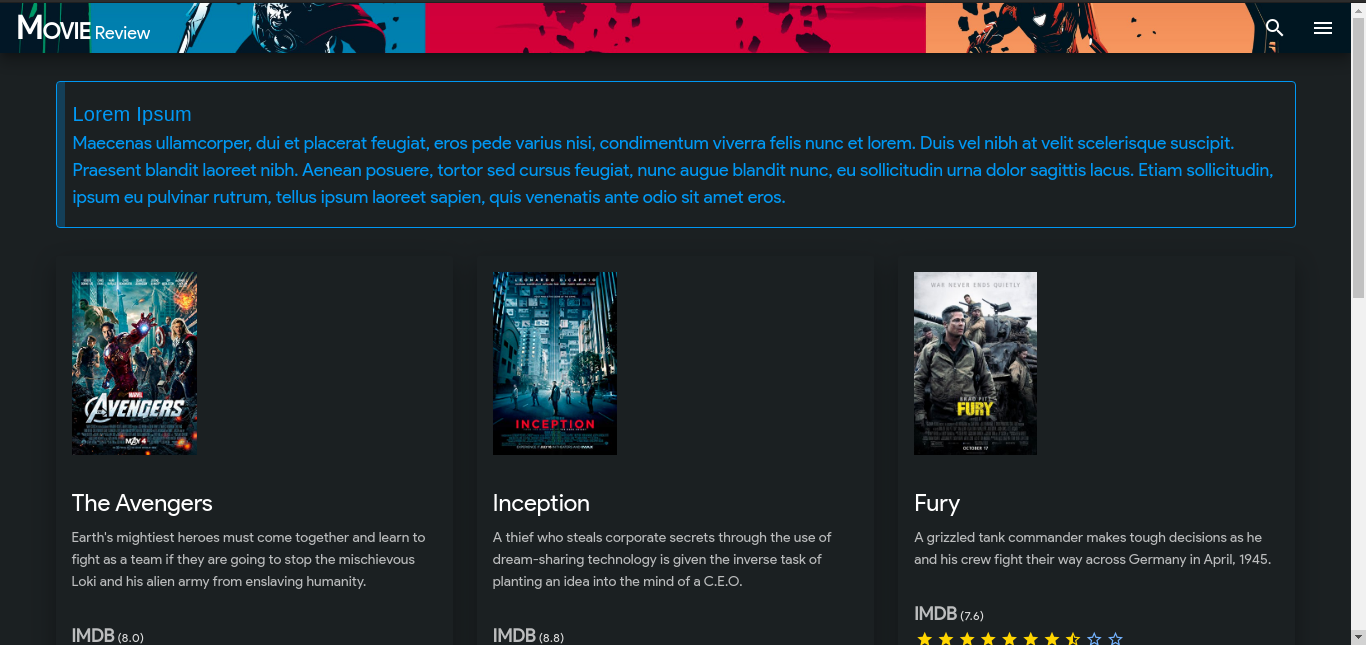 MOVIE Review
Lorem Ipsum
Maecenas ullamcorper, dui et placerat feugiat, eros pede varius nisi, condimentum viverra felis nunc et lorem. Duis vel nibh at velit scelerisque suscipit.
Praesent blandit laoreet nibh. Aenean posuere, tortor sed cursus feugiat, nunc augue blandit nunc, eu sollicitudin urna dolor sagittis lacus. Etiam sollicitudin,
ipsum eu pulvinar rutrum, tellus ipsum laoreet sapien, quis venenatis ante odio sit amet eros.
MARVEL
AVENGERS
MAY 4
The Avengers
Earth's mightiest heroes must come together and learn to
fight as a team if they are going to stop the mischievous
Loki and his alien army from enslaving humanity.
IMDB (8.0)
LEONARDO DICAPRIO
INCEPTION
Inception
A thief who steals corporate secrets through the use of
dream-sharing technology is given the inverse task of
planting an idea into the mind of a C.E.O.
IMDB (8.8)
WAR NEVER ENDS QUIETLY
BRAD PITT
FURY
OCTOBER 17
Fury
A grizzled tank commander makes tough decisions as he
and his crew fight their way across Germany in April, 1945.
IMDB (7.6)